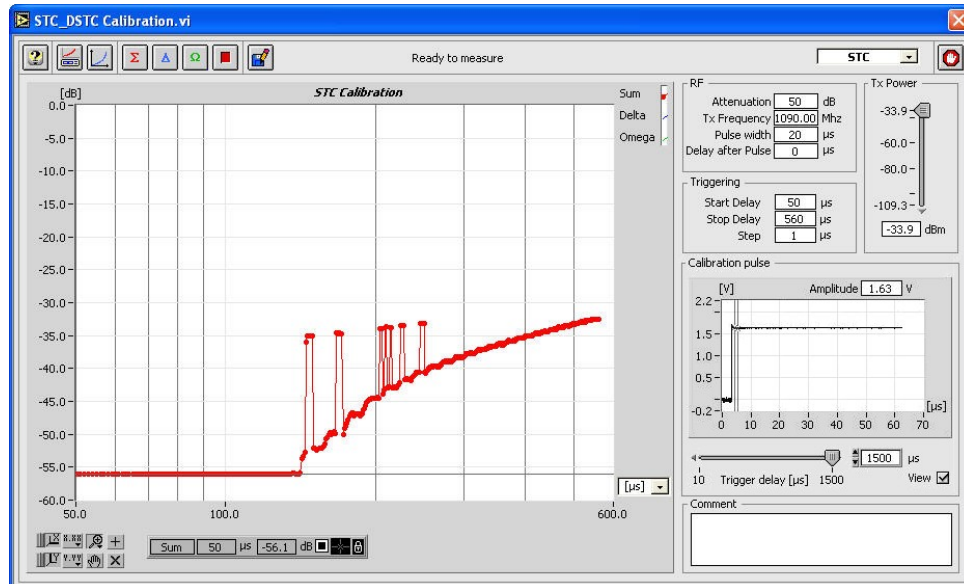 STC_DSTC Calibration.vi
Ready to measure
STC
STC Calibration
[dB]
0.0
-5.0
-10.0
-15.0
-20.0
-25.0
-30.0
-35.0
-40.0
-45.0
-50.0
-55.0
-60.0
50.0 100.0 600.0
[µs]
Sum
Delta
Omega
Sum 50 µs -56.1 dB
RF
Attenuation 50 dB
Tx Frequency 1090.00 Mhz
Pulse width 20 µs
Delay after Pulse 0 µs
Tx Power
-33.9
-60.0
-80.0
-109.3
-33.9 dBm
Triggering
Start Delay 50 µs
Stop Delay 560 µs
Step 1 µs
Calibration pulse
[V] Amplitude 1.63 V
2.2
1.5
1.0
0.5
-0.2
0 10 20 30 40 50 60 70
[µs]
1500 µs
10 Trigger delay [µs] 1500 View
Comment